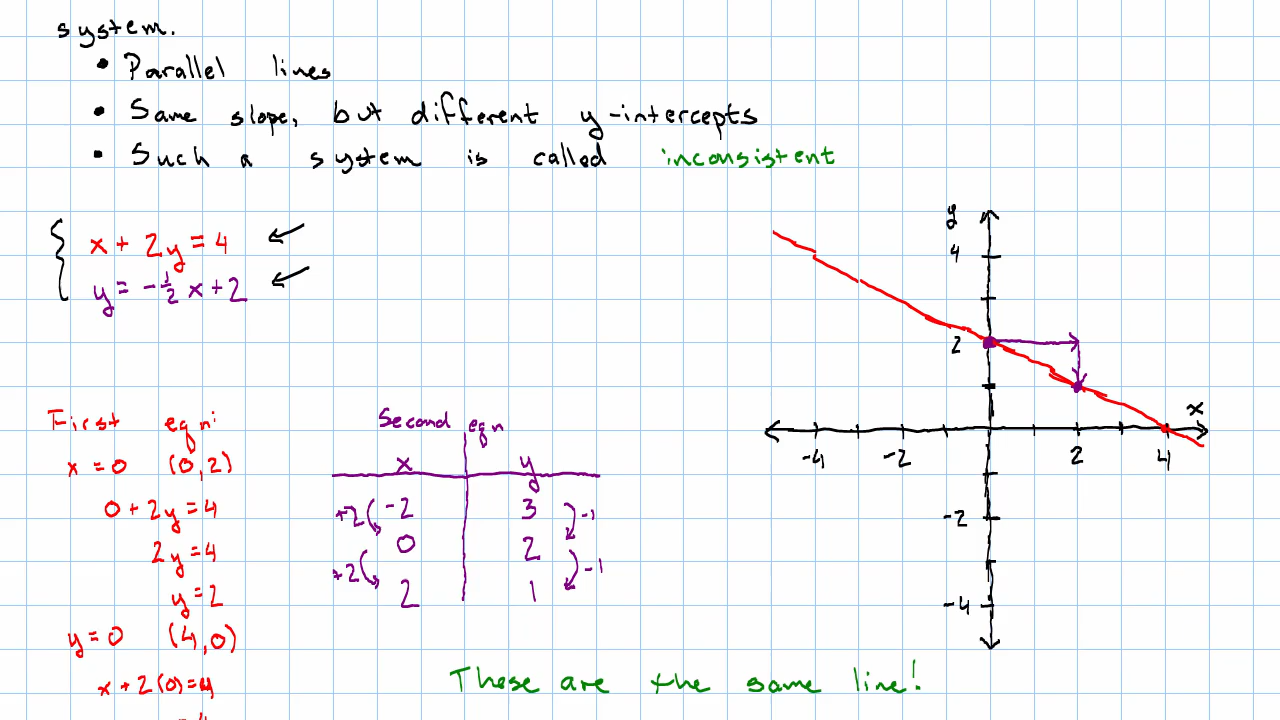 system.
• Parallel lines
• Same slope, but different y-intercepts
• Such a system is called inconsistent
x + 2y = 4
y = -1/2 x + 2
First eqn:
x = 0 (0,2)
0 + 2y = 4
2y = 4
y = 2
y = 0 (4,0)
x + 2(0) = 4
Second eqn
x y
+2 -2 3 -1
0 2
+2 2 1 -1
y
4
2
x
-4 -2 2 4
-2
-4
These are the same line!